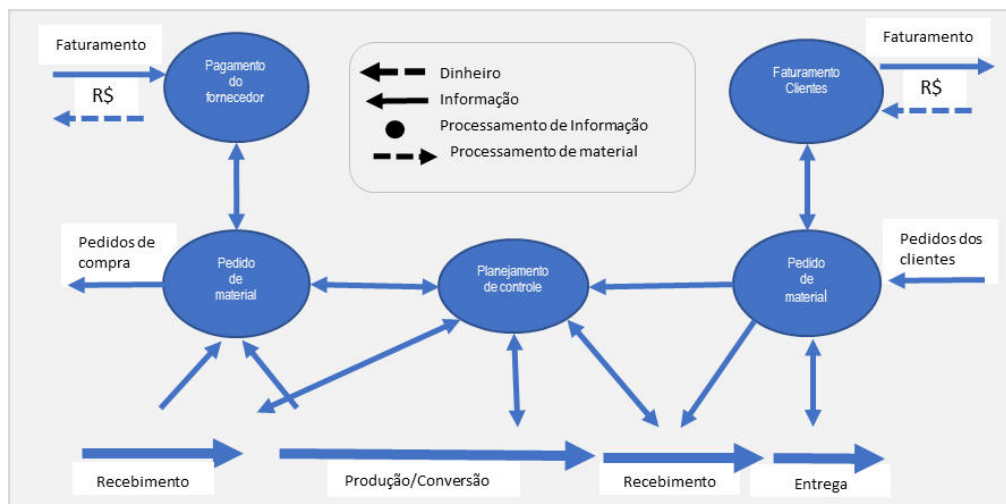 Faturamento
R$
Pagamento
do
fornecedor
Dinheiro
Informação
Processamento de Informação
Processamento de material
Faturamento
Clientes
Faturamento
R$
Pedidos de
compra
Pedido
de
material
Planejamento
de controle
Pedido
de
material
Pedidos dos
clientes
Recebimento
Produção/Conversão
Recebimento
Entrega